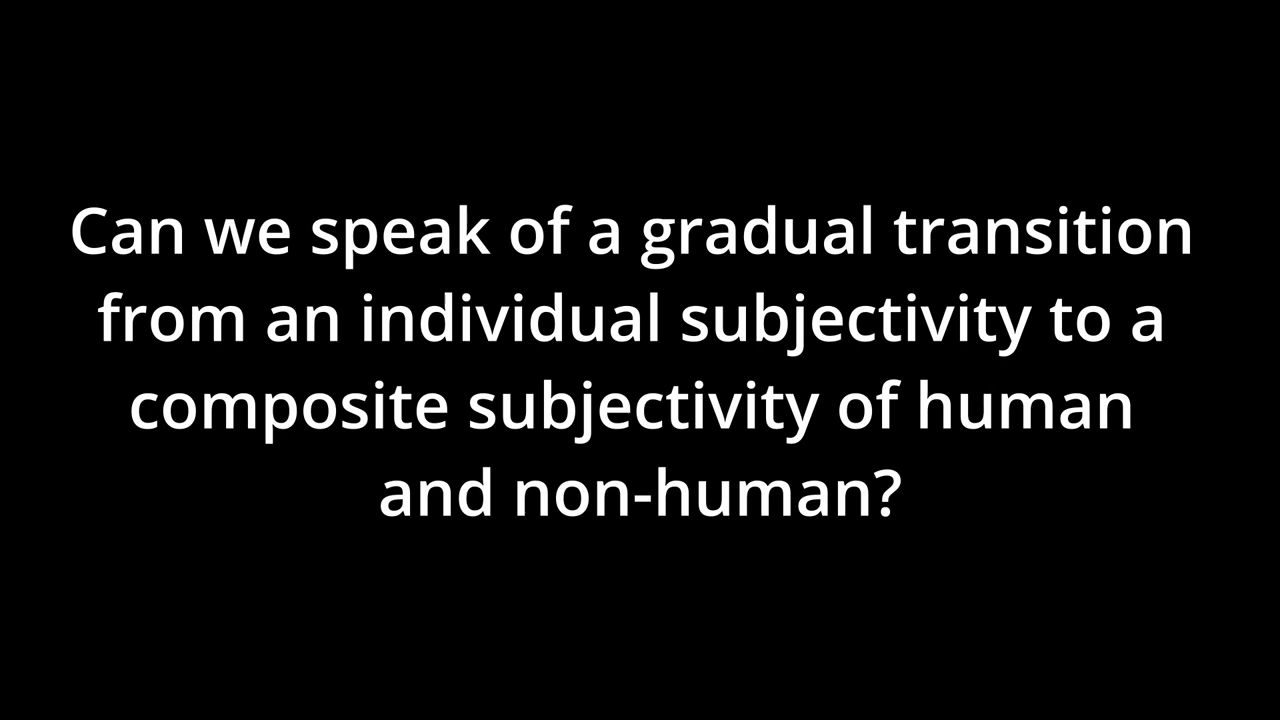 Can we speak of a gradual transition
from an individual subjectivity to a
composite subjectivity of human
and non-human?